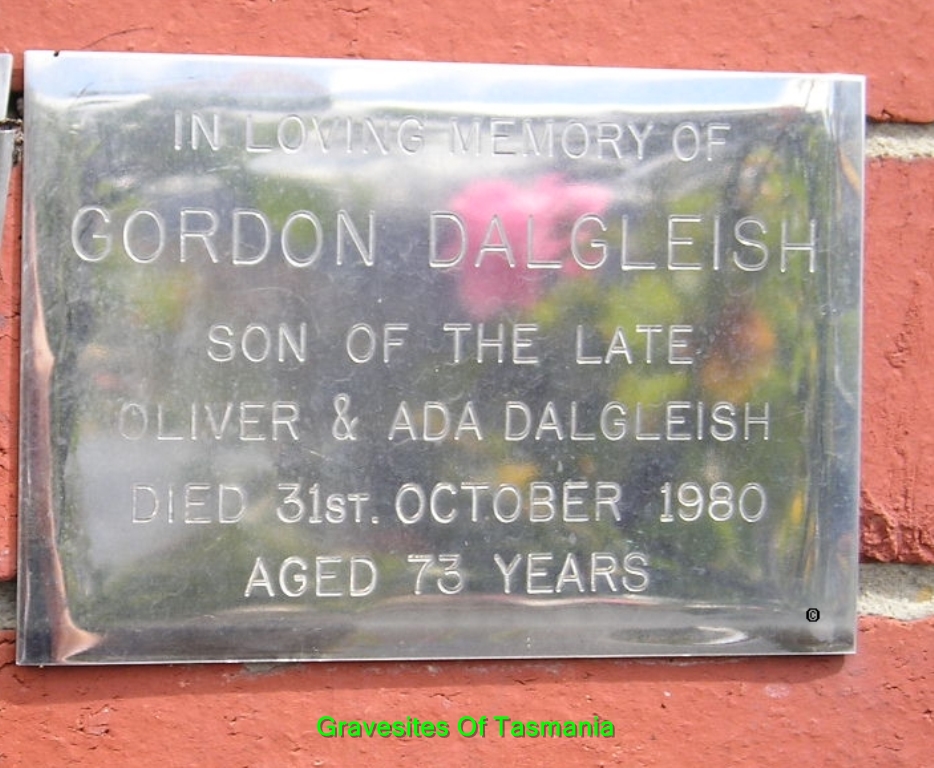 IN LOVING MEMORY OF
GORDON DALGLEISH
SON OF THE LATE
OLIVER & ADA DALGLEISH
DIED 31ST. OCTOBER 1980
AGED 73 YEARS
©
Gravesites Of Tasmania